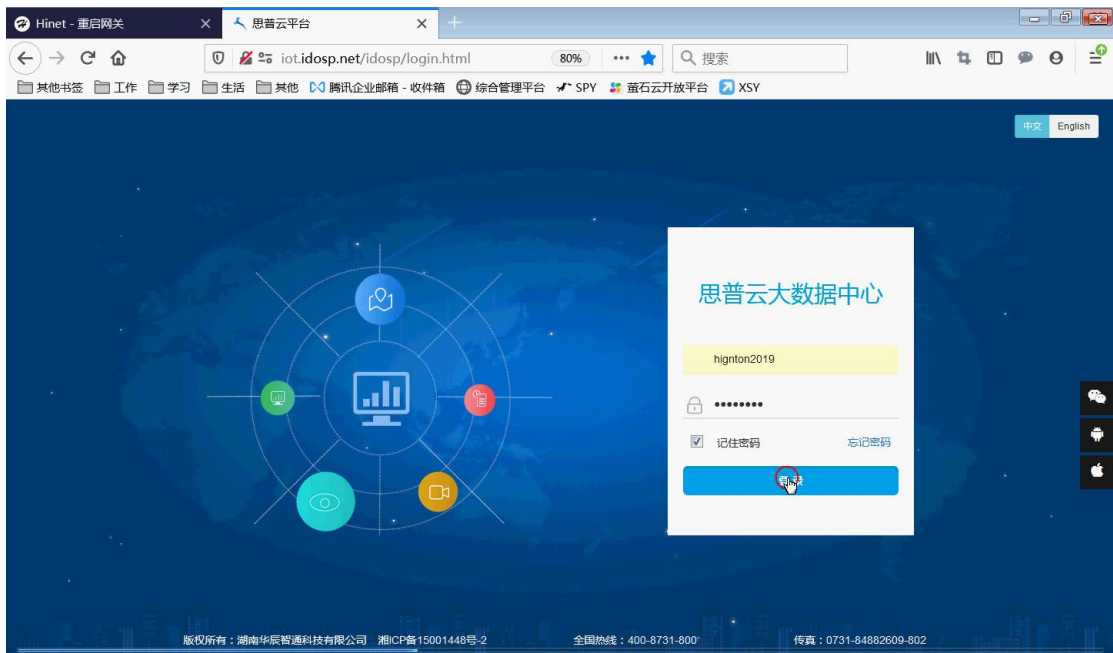 Hinet - 重启网关
思普云平台
iot.idosp.net/idosp/login.html
80%
搜索
其他书签 工作 学习 生活 其他 腾讯企业邮箱 - 收件箱 综合管理平台 SPY 萤石云开放平台 XSY
中文 English
思普云大数据中心
hignton2019
记住密码 忘记密码
版权所有：湖南华辰智通科技有限公司 湘ICP备15001448号-2 全国热线：400-8731-800 传真：0731-84882609-802